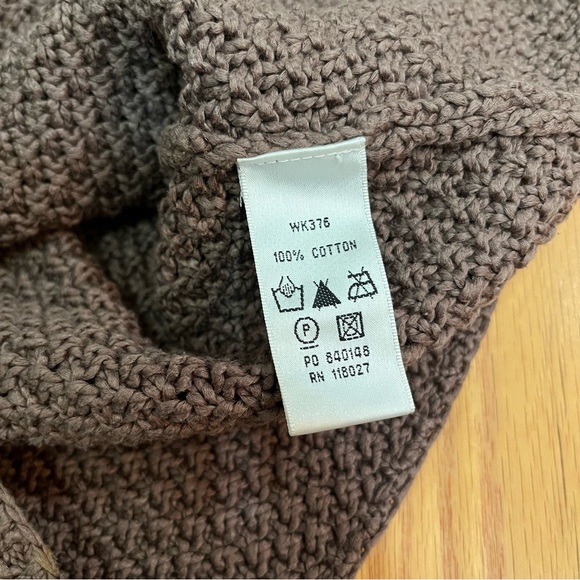 WK376
100% COTTON
P
PO 840148
RN 118027